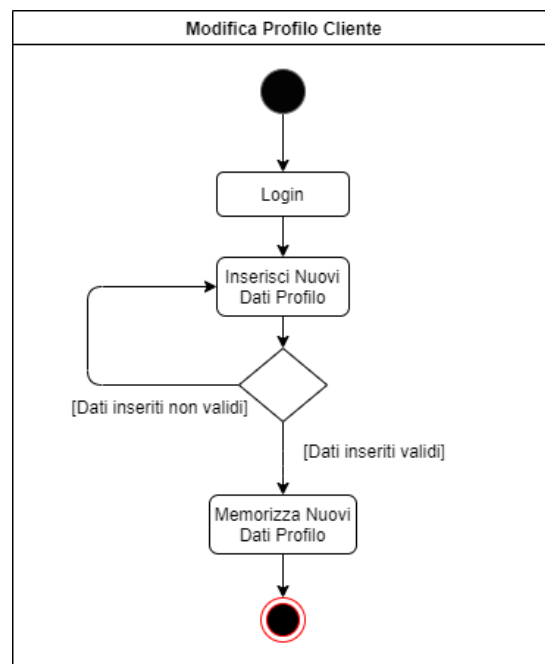 Modifica Profilo Cliente
Login
Inserisci Nuovi
Dati Profilo
[Dati inseriti non validi]
[Dati inseriti validi]
Memorizza Nuovi
Dati Profilo